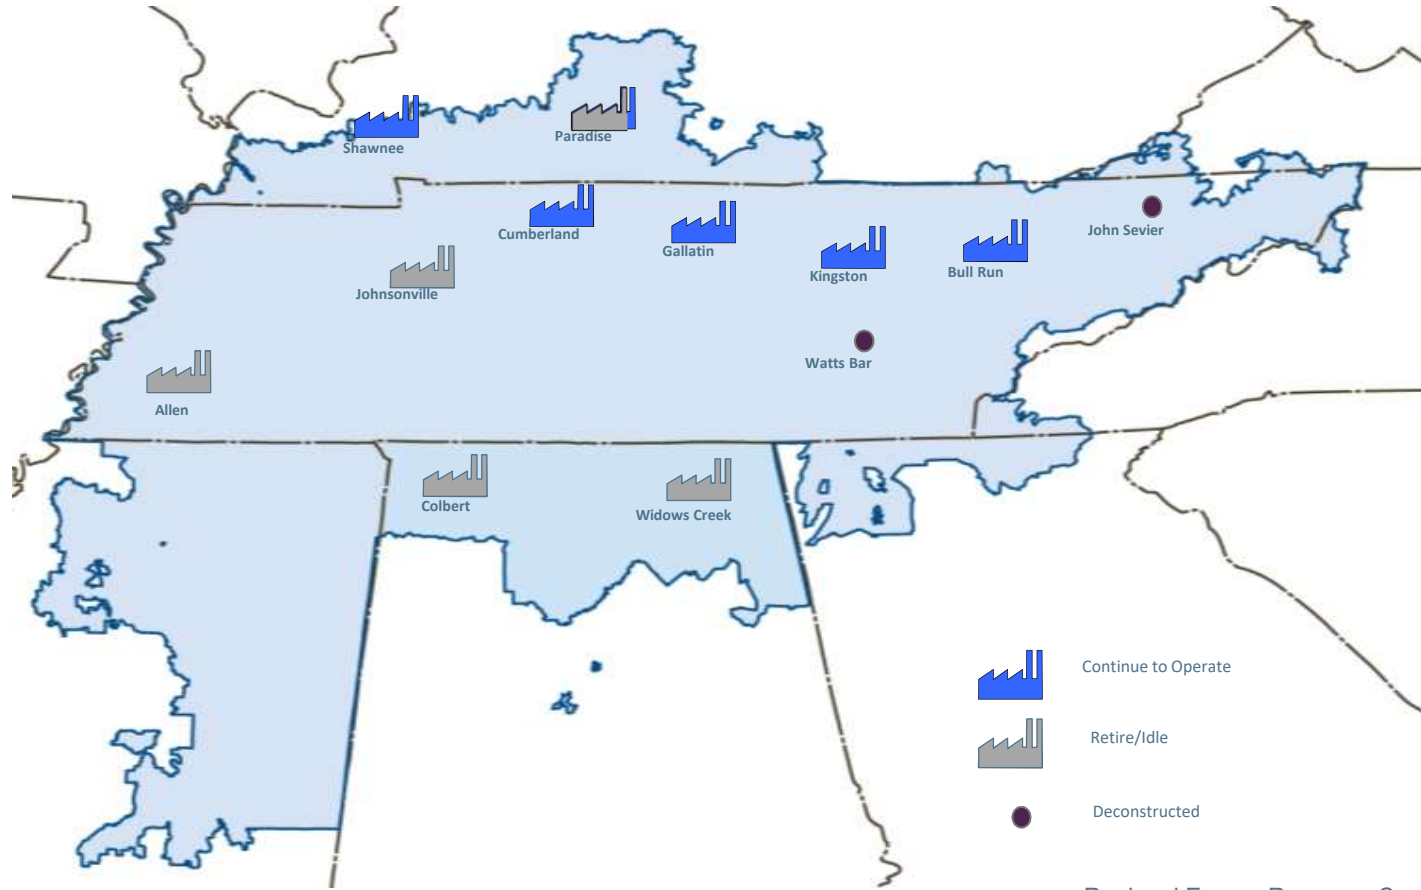 Shawnee
Paradise
Cumberland
Gallatin
Kingston
Bull Run
John Sevier
Johnsonville
Watts Bar
Allen
Colbert
Widows Creek
Continue to Operate
Retire/Idle
Deconstructed